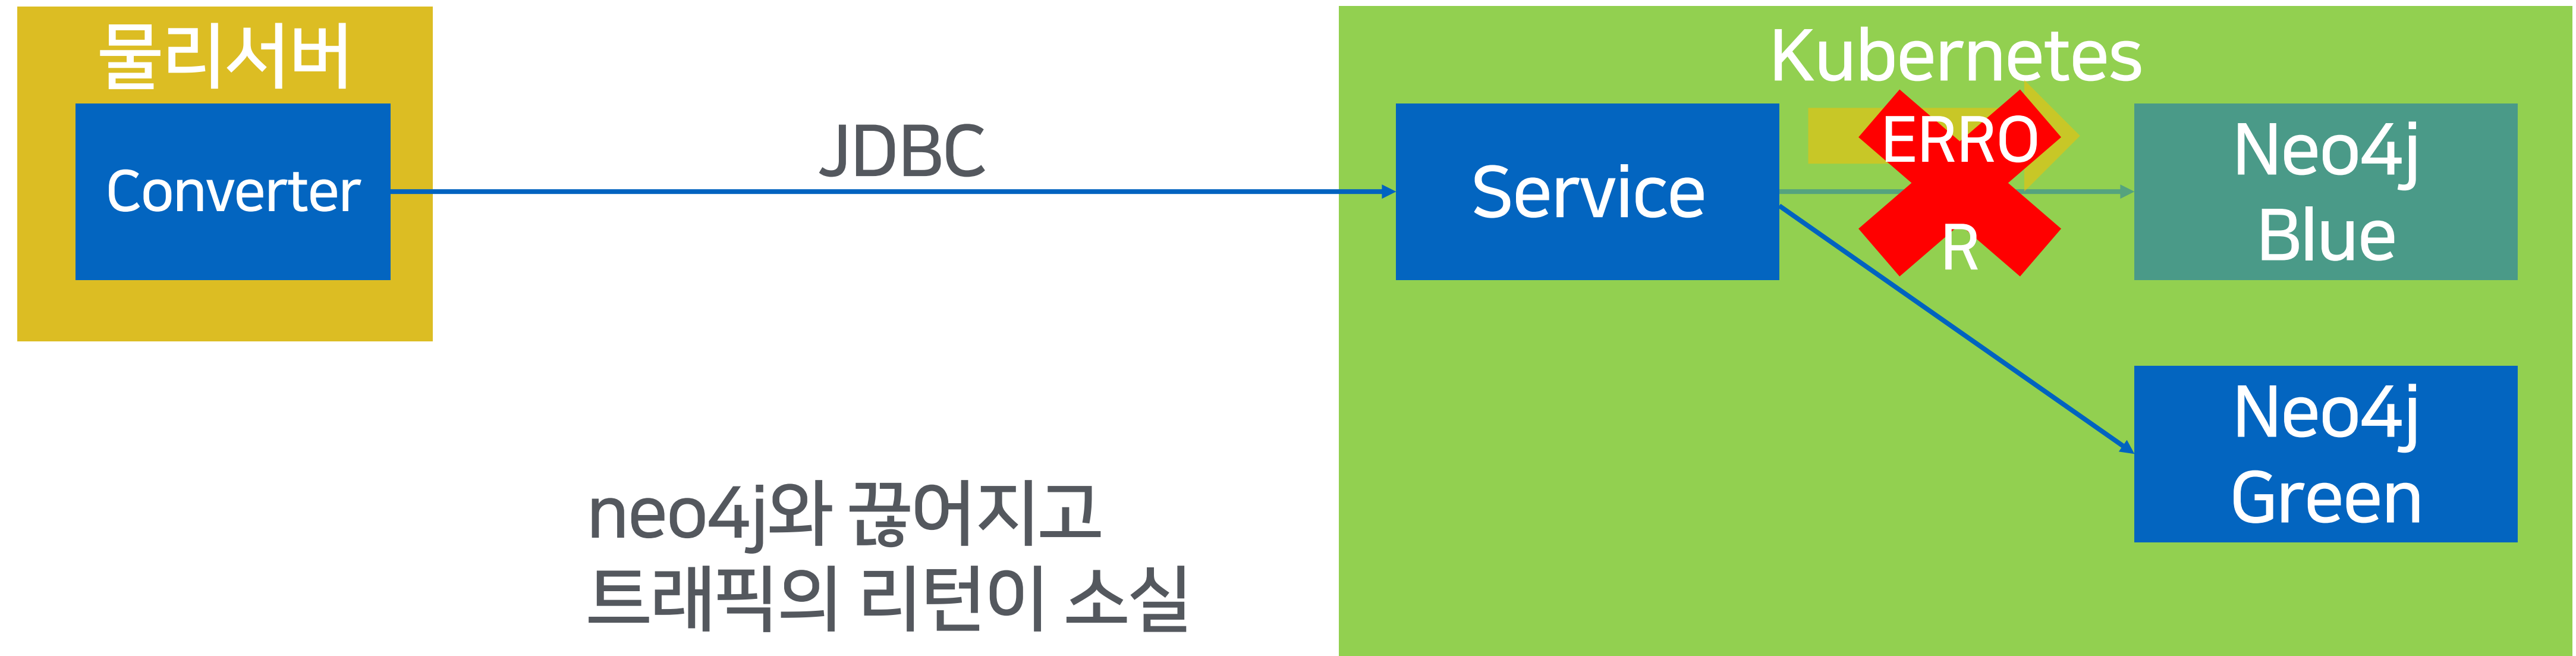 물리서버
Converter
JDBC
Kubernetes
Service
ERRO
R
Neo4j
Blue
Neo4j
Green
neo4j와 끊어지고
트래픽의 리턴이 소실